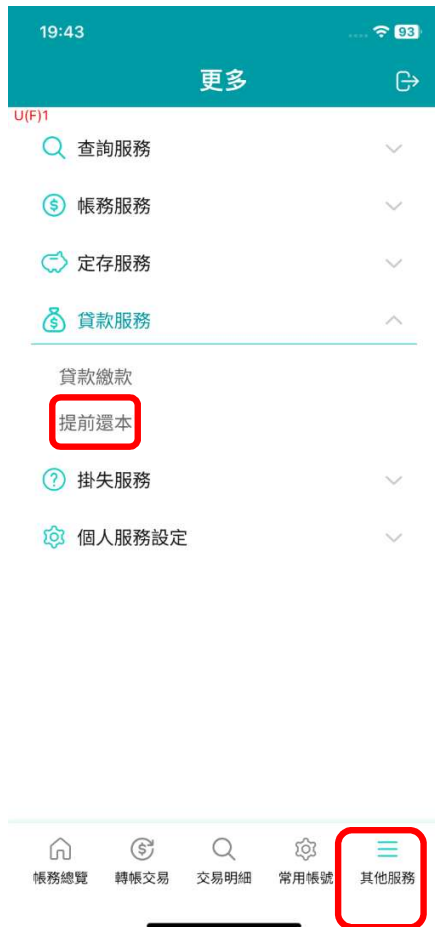 19:43
93
更多
U(F)1
查詢服務
帳務服務
定存服務
貸款服務
貸款繳款
提前還本
掛失服務
個人服務設定
帳務總覽 轉帳交易 交易明細 常用帳號 其他服務